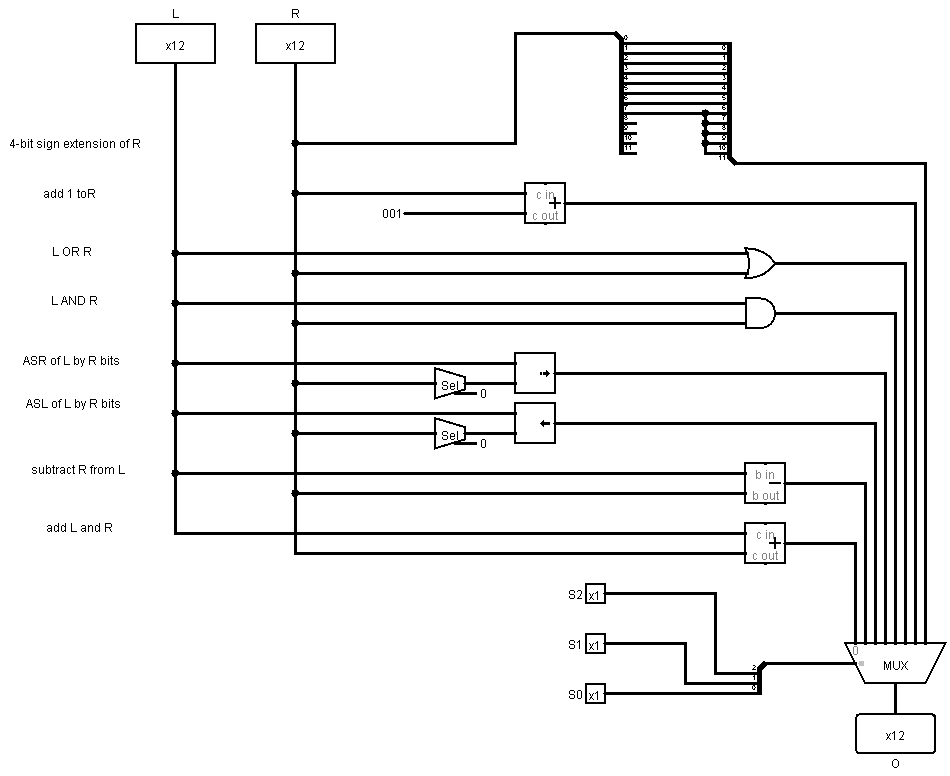 L R
x12 x12
0
1 0
2 1
3 2
4 3
5 4
6 5
7 6
8 7
9 8
10 9
11 10
11
4-bit sign extension of R
add 1 toR
c in
+
001
c out
L OR R
L AND R
ASR of L by R bits
Sel
0
ASL of L by R bits
Sel
0
subtract R from L
b in
b out
add L and R
c in
+
c out
S2 x1
S1 x1
S0 x1
2
1
0
0
MUX
x12
O